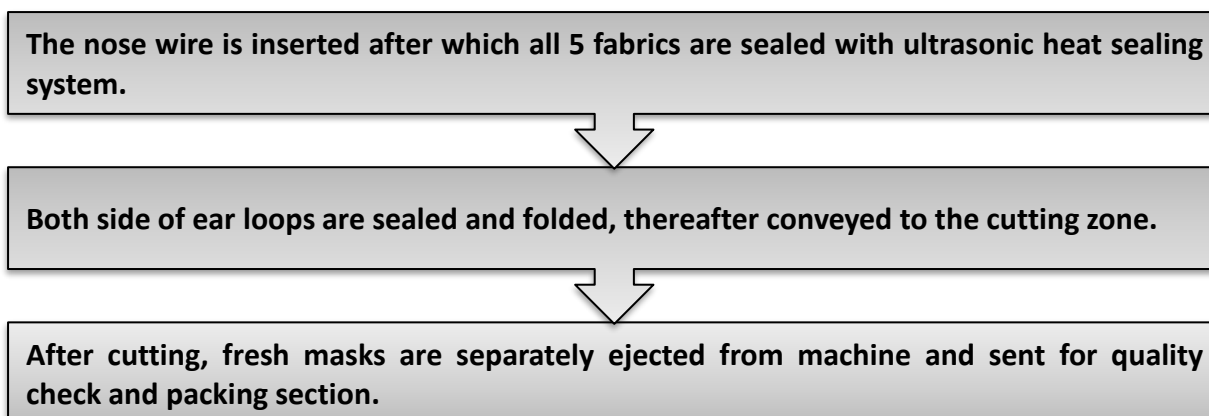 The nose wire is inserted after which all 5 fabrics are sealed with ultrasonic heat sealing
system.
Both side of ear loops are sealed and folded, thereafter conveyed to the cutting zone.
After cutting, fresh masks are separately ejected from machine and sent for quality
check and packing section.